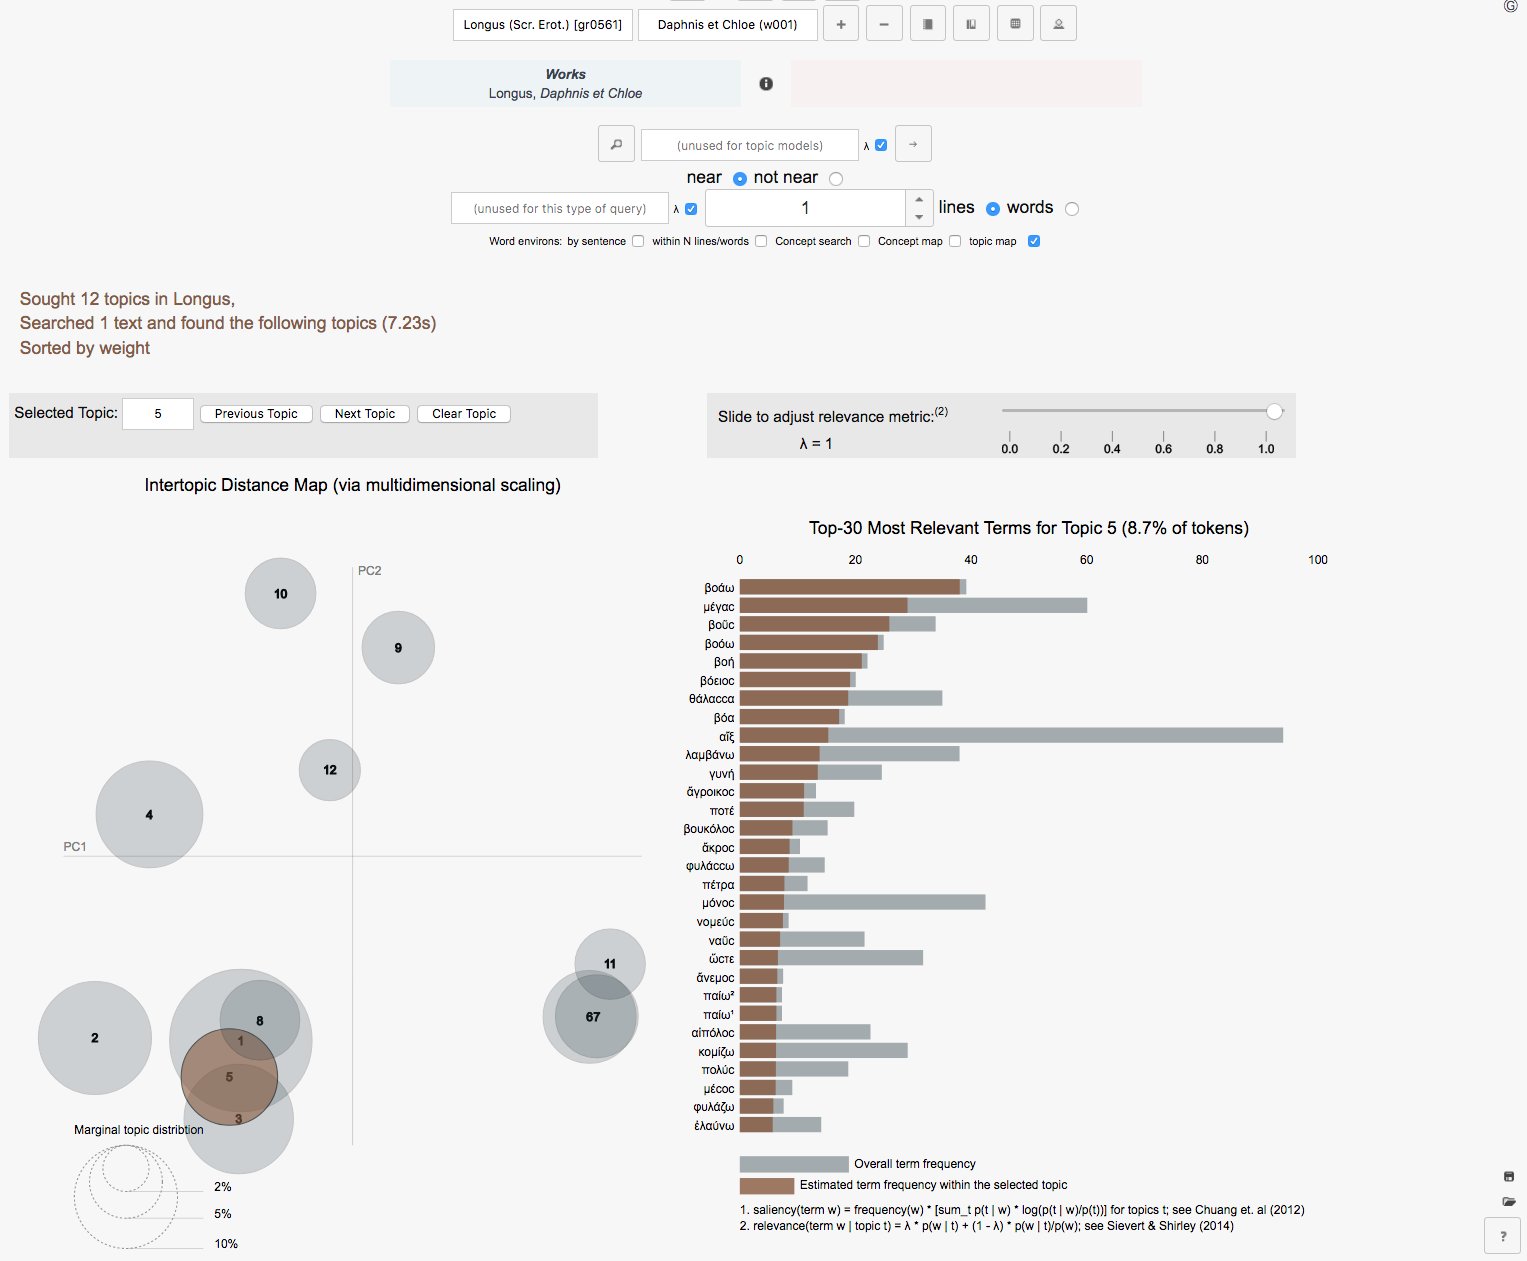 Longus (Scr. Erot.) [gr0561] Daphnis et Chloe (w001) + −
Works
Longus, Daphnis et Chloe
(unused for topic models) λ →
near not near
(unused for this type of query) λ 1 lines words
Word environs: by sentence within N lines/words Concept search Concept map topic map
Sought 12 topics in Longus,
Searched 1 text and found the following topics (7.23s)
Sorted by weight
Selected Topic: 5 Previous Topic Next Topic Clear Topic
Slide to adjust relevance metric:(2)
λ = 1
0.0 0.2 0.4 0.6 0.8 1.0
Intertopic Distance Map (via multidimensional scaling)
PC2
10
9
12
4
PC1
11
67
2
8
1
5
3
Marginal topic distribtion
2%
5%
10%
Top-30 Most Relevant Terms for Topic 5 (8.7% of tokens)
0 20 40 60 80 100
βοάω
μέγαϲ
βοῦϲ
βοόω
βοή
βόειοϲ
θάλαϲϲα
βόα
αἴξ
λαμβάνω
γυνή
ἄγροικοϲ
ποτέ
βουκόλοϲ
ἄκροϲ
φυλάϲϲω
πέτρα
μόνοϲ
νομεύϲ
ναῦϲ
ὥϲτε
ἄνεμοϲ
παίω²
παίω¹
αἰπόλοϲ
κομίζω
πολύϲ
μέϲοϲ
φυλάζω
ἐλαύνω
Overall term frequency
Estimated term frequency within the selected topic
1. saliency(term w) = frequency(w) * [sum_t p(t | w) * log(p(t | w)/p(t))] for topics t; see Chuang et. al (2012)
2. relevance(term w | topic t) = λ * p(w | t) + (1 - λ) * p(w | t)/p(w); see Sievert & Shirley (2014)
G
?